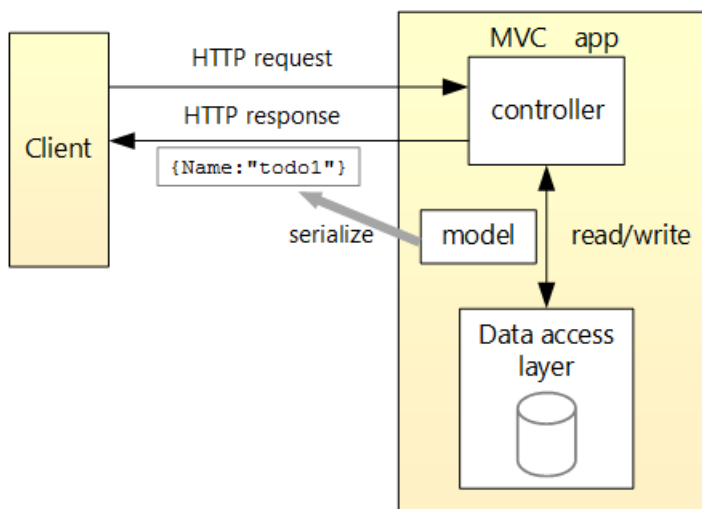 MVC app
HTTP request
controller
HTTP response
Client
{Name:"todo1"}
serialize
model
read/write
Data access
layer